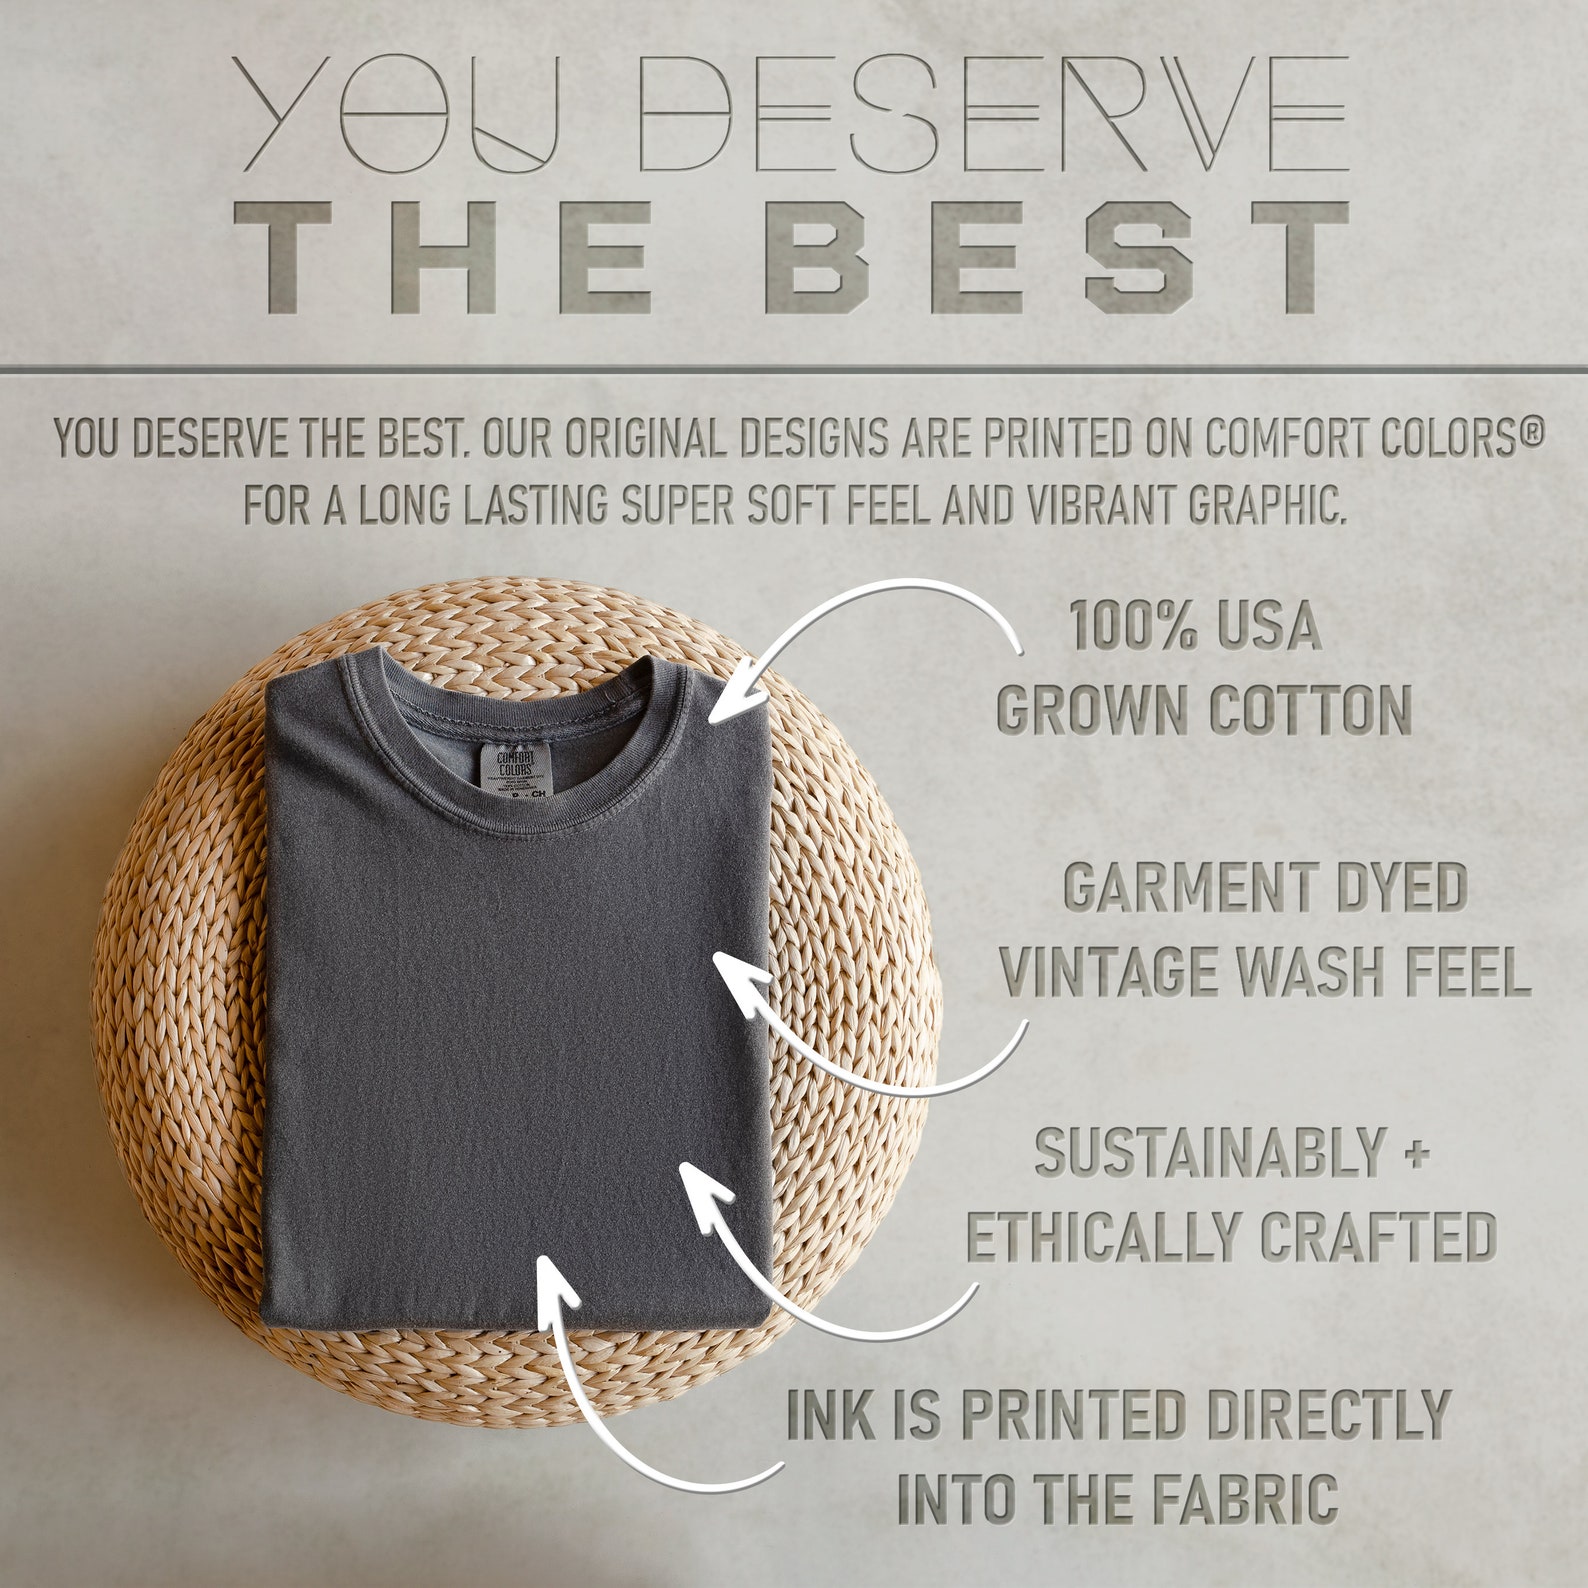 YOU DESERVE
THE BEST
YOU DESERVE THE BEST. OUR ORIGINAL DESIGNS ARE PRINTED ON COMFORT COLORS®
FOR A LONG LASTING SUPER SOFT FEEL AND VIBRANT GRAPHIC.
100% USA
GROWN COTTON
COMFORT
COLORS
GARMENT DYED
VINTAGE WASH FEEL
SUSTAINABLY +
ETHICALLY CRAFTED
INK IS PRINTED DIRECTLY
INTO THE FABRIC